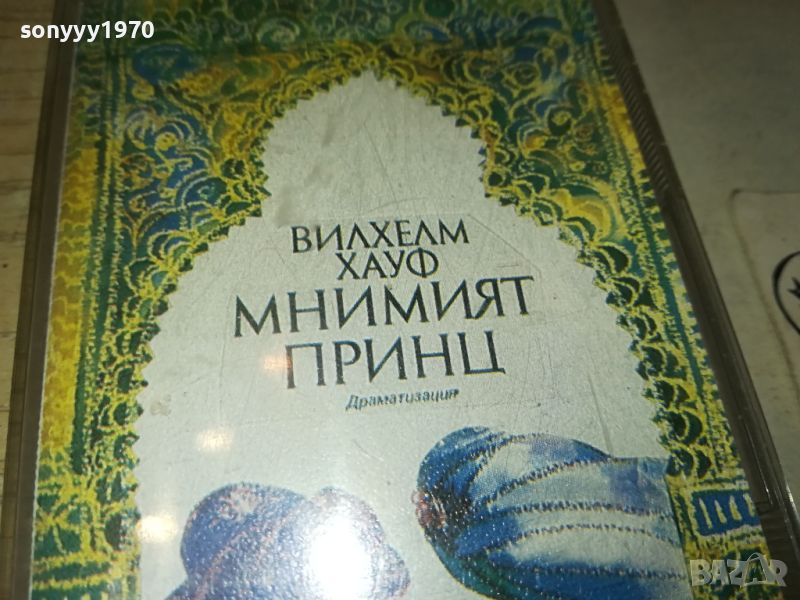 sonyyy1970
ВИЛХЕЛМ
ХАУФ
МНИМИЯТ
ПРИНЦ
Драматизация
BAZAR